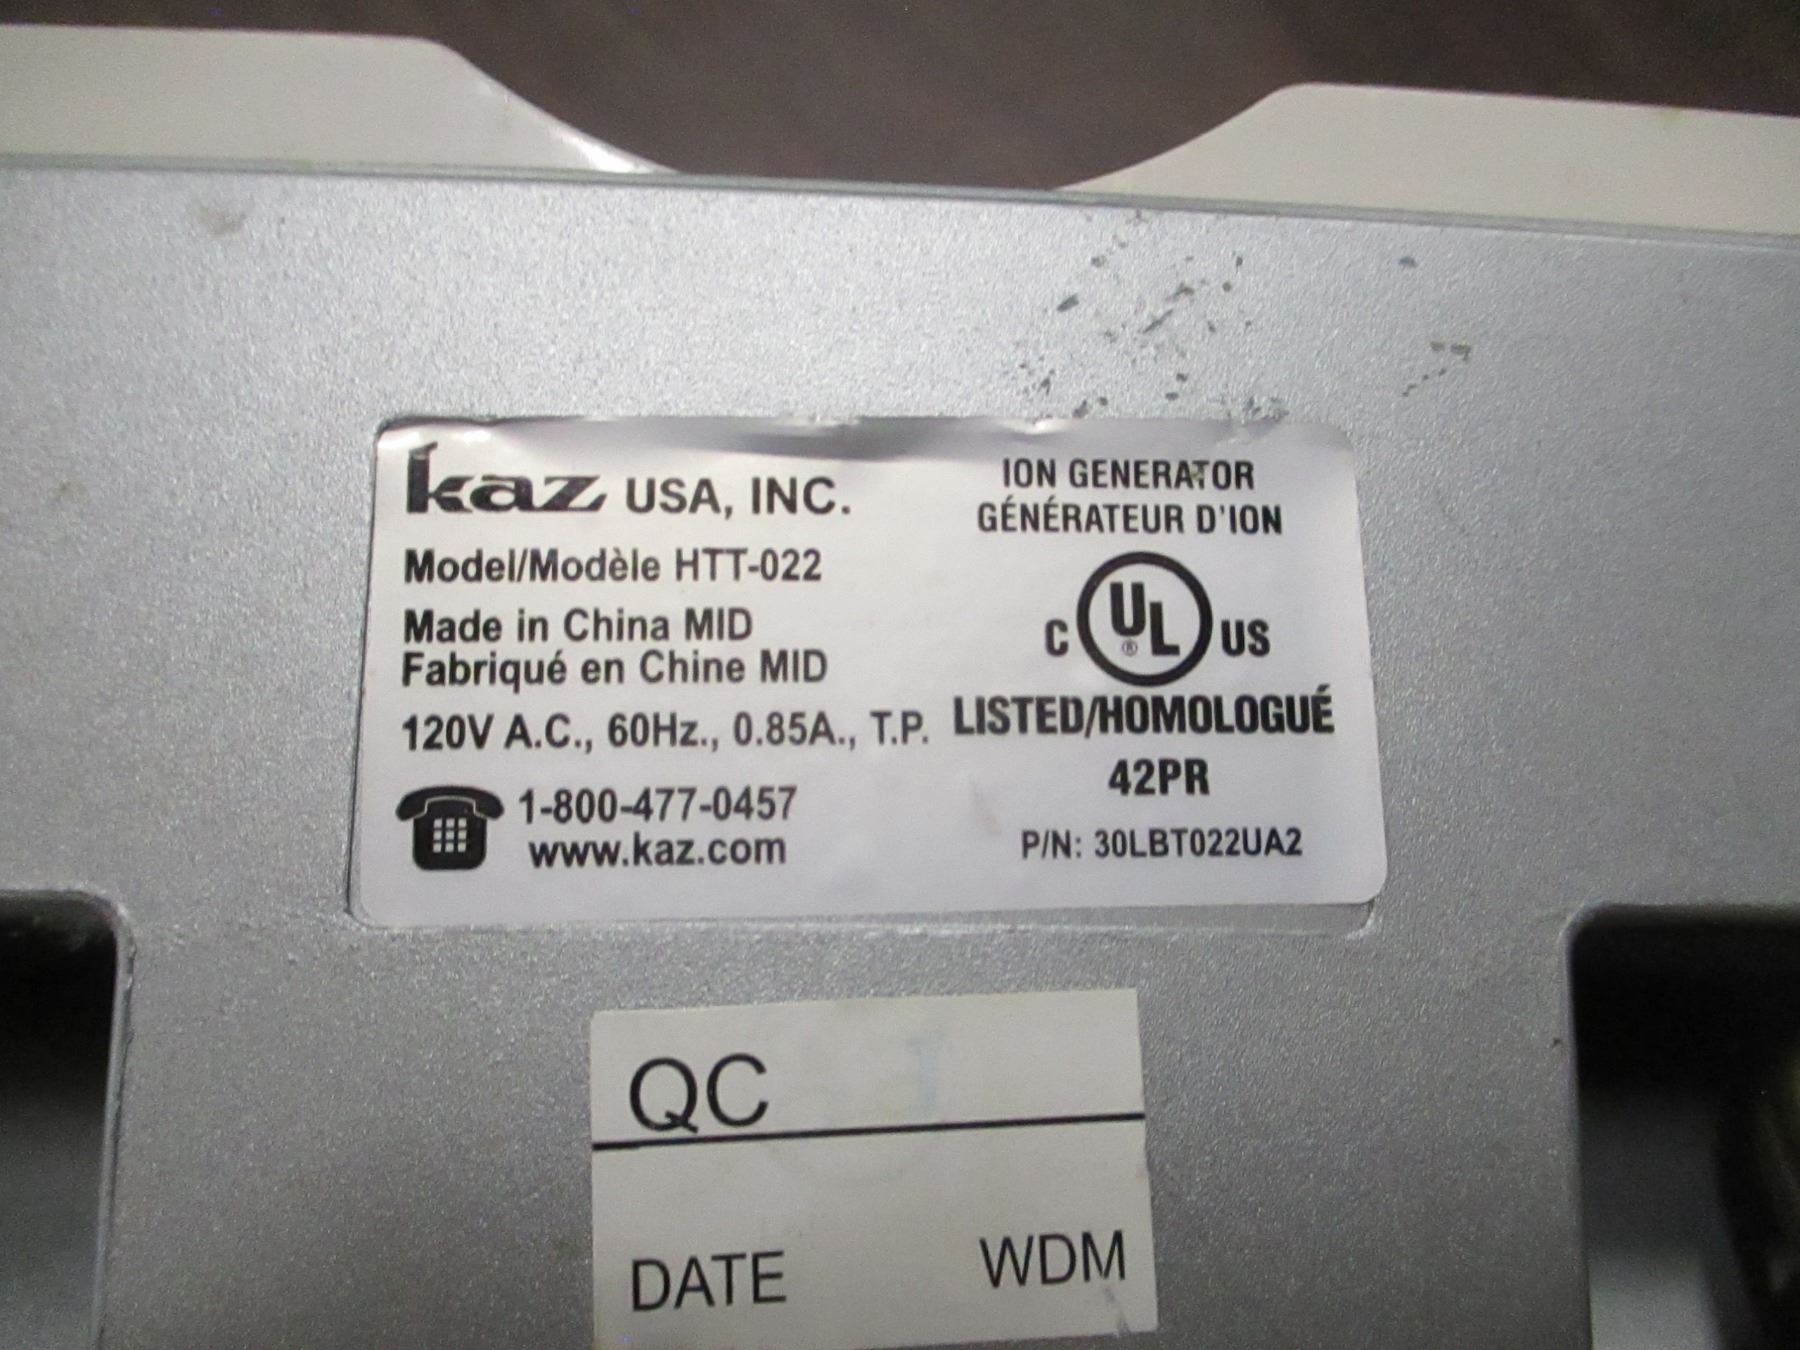 kaz USA, INC.
Model/Modèle HTT-022
Made in China MID
Fabriqué en Chine MID
120V A.C., 60Hz., 0.85A., T.P.
1-800-477-0457
www.kaz.com
ION GENERATOR
GÉNÉRATEUR D'ION
C UL® US
LISTED/HOMOLOGUÉ
42PR
P/N: 30LBT022UA2
QC
DATE WDM